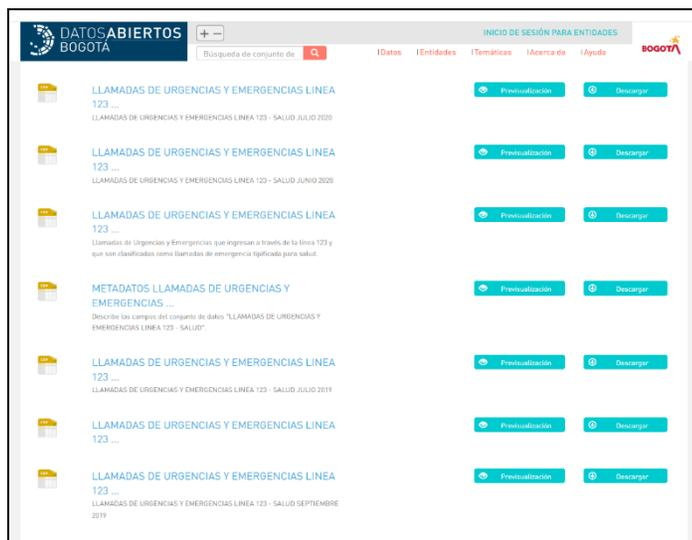 DATOSABIERTOS
BOGOTÁ
INICIO DE SESIÓN PARA ENTIDADES
Búsqueda de conjunto de
| Datos | Entidades | Temáticas | Acerca de | Ayuda
BOGOTÁ
LLAMADAS DE URGENCIAS Y EMERGENCIAS LINEA
123 ...
Previsualización Descargar
LLAMADAS DE URGENCIAS Y EMERGENCIAS LINEA 123 - SALUD JULIO 2020
LLAMADAS DE URGENCIAS Y EMERGENCIAS LINEA
123 ...
Previsualización Descargar
LLAMADAS DE URGENCIAS Y EMERGENCIAS LINEA 123 - SALUD JUNIO 2020
LLAMADAS DE URGENCIAS Y EMERGENCIAS LINEA
123 ...
Previsualización Descargar
Llamadas de Urgencias y Emergencias que ingresan a través de la línea 123 y
que son clasificadas como llamadas de emergencia tipificada para salud.
METADATOS LLAMADAS DE URGENCIAS Y
EMERGENCIAS ...
Previsualización Descargar
Describe los campos del conjunto de datos "LLAMADAS DE URGENCIAS Y
EMERGENCIAS LINEA 123 - SALUD".
LLAMADAS DE URGENCIAS Y EMERGENCIAS LINEA
123 ...
Previsualización Descargar
LLAMADAS DE URGENCIAS Y EMERGENCIAS LINEA 123 - SALUD JULIO 2019
LLAMADAS DE URGENCIAS Y EMERGENCIAS LINEA
123 ...
Previsualización Descargar
LLAMADAS DE URGENCIAS Y EMERGENCIAS LINEA
123 ...
Previsualización Descargar
LLAMADAS DE URGENCIAS Y EMERGENCIAS LINEA 123 - SALUD SEPTIEMBRE
2019